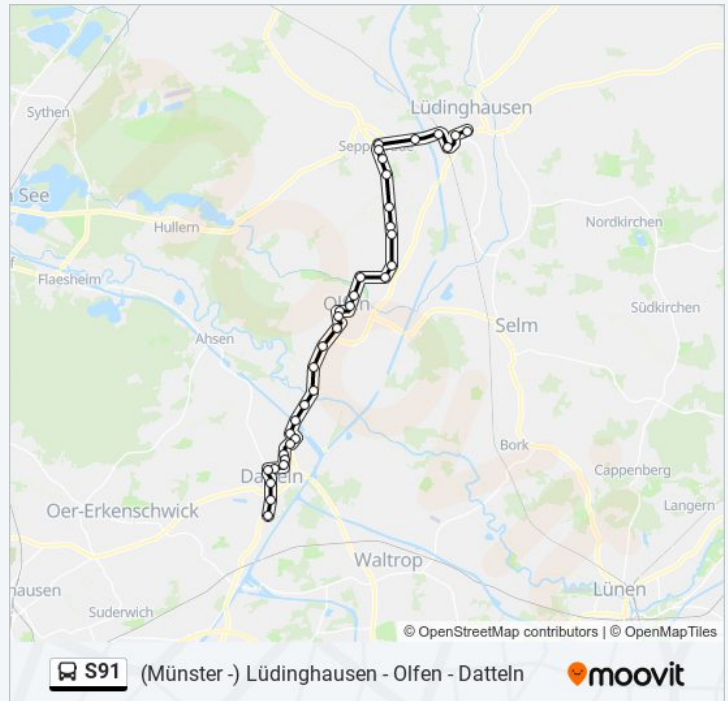 Lüdinghausen
Sythen
See
Hullern
Nordkirchen
Flaesheim
Olfen
Südkirchen
Selm
Ahsen
Bork
Datteln
Cappenberg
Oer-Erkenschwick
Langern
Waltrop
hausen
Lünen
Suderwich
© OpenStreetMap contributors | © OpenMapTiles
S91 (Münster -) Lüdinghausen - Olfen - Datteln moovit